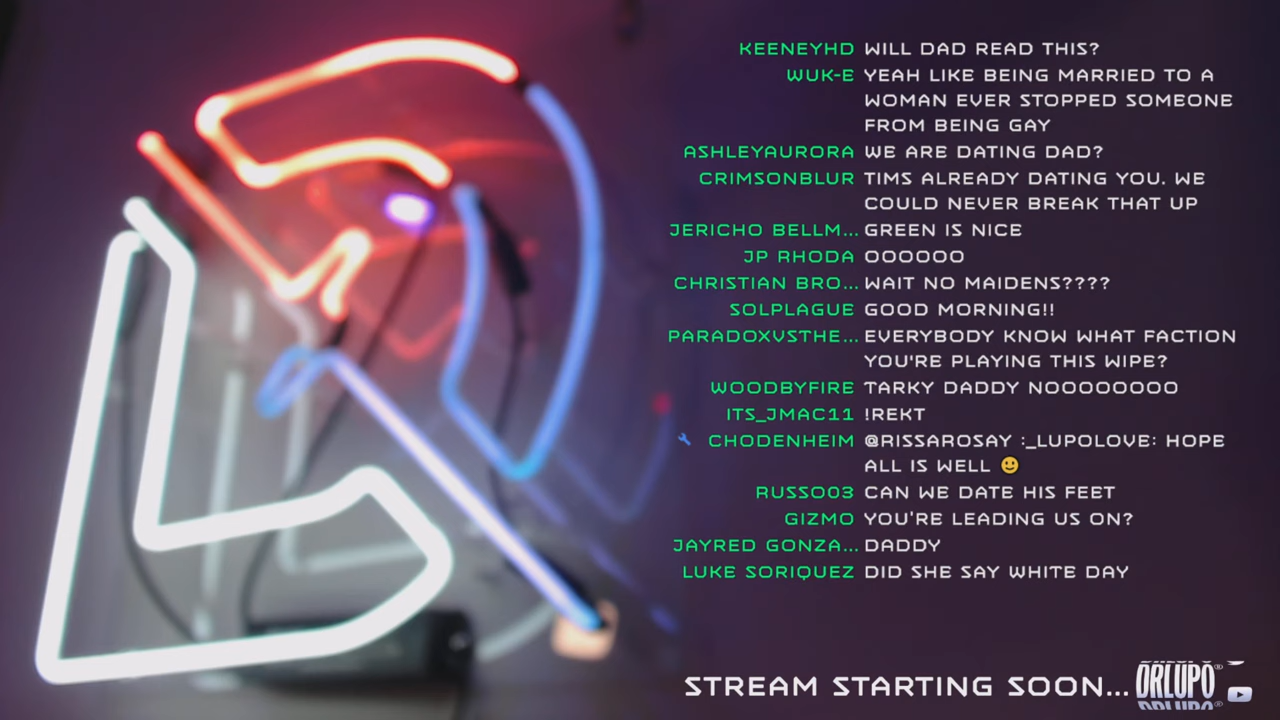 KEENEYHD WILL DAD READ THIS?
WUK-E YEAH LIKE BEING MARRIED TO A
WOMAN EVER STOPPED SOMEONE
FROM BEING GAY
ASHLEYAURORA WE ARE DATING DAD?
CRIMSONBLUR TIMS ALREADY DATING YOU. WE
COULD NEVER BREAK THAT UP
JERICHO BELLM... GREEN IS NICE
JP RHODA OOOOOO
CHRISTIAN BRO... WAIT NO MAIDENS????
SOLPLAGUE GOOD MORNING!!
PARADOXVSTHE... EVERYBODY KNOW WHAT FACTION
YOU'RE PLAYING THIS WIPE?
WOODBYFIRE TARKY DADDY NOOOOOOOO
ITS_JMAC11 !REKT
CHODENHEIM @RISSAROSAY :_LUPOLOVE: HOPE
ALL IS WELL 🙂
RUSSO03 CAN WE DATE HIS FEET
GIZMO YOU'RE LEADING US ON?
JAYRED GONZA... DADDY
LUKE SORIQUEZ DID SHE SAY WHITE DAY
STREAM STARTING SOON... DRLUPO®